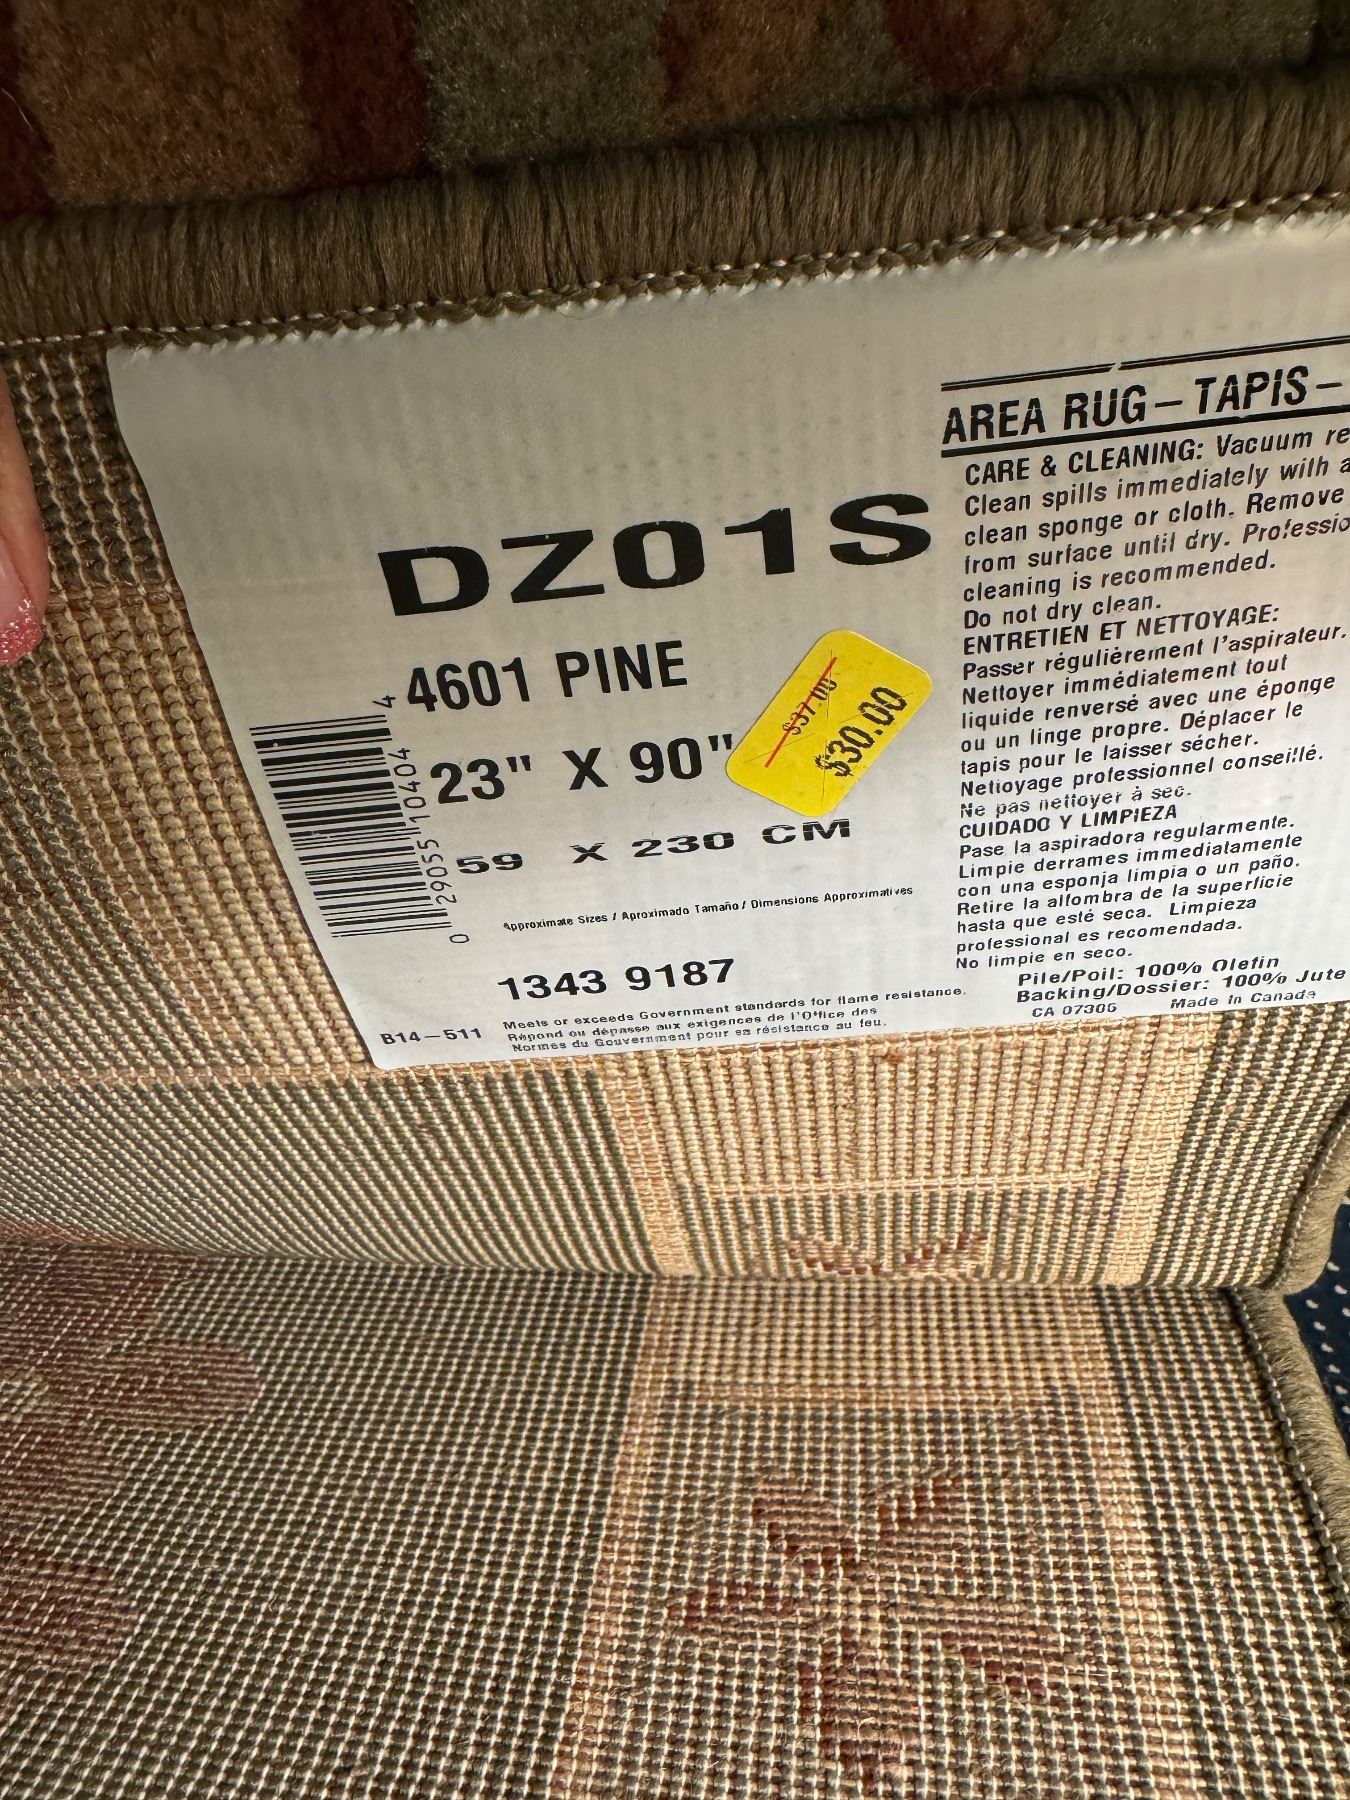 DZ01S
4601 PINE
23" X 90"
59 X 230 CM
Approximate Sizes / Aproximado Tamaño / Dimensions Approximatives
1343 9187
B14-511
Meets or exceeds Government standards for flame resistance.
Répond ou dépasse aux exigences de l'Office des
Normes du Gouvernment pour sa résistance au feu.
0 29055 10404 4
$37.00
$30.00
AREA RUG – TAPIS –
CARE & CLEANING: Vacuum
Clean spills immediately with
clean sponge or cloth. Remove
from surface until dry.
cleaning is recommended.
Do not dry clean.
ENTRETIEN ET NETTOYAGE:
Passer régulièrement l'aspirateur.
Nettoyer immédiatement tout
liquide renversé avec une éponge
ou un linge propre. Déplacer le
tapis pour le laisser sécher.
Nettoyage professionnel conseillé.
Ne pas nettoyer à sec.
CUIDADO Y LIMPIEZA
Pase la aspiradora regularmente.
Limpie derrames immediatamente
con una esponja limpia o un paño.
Retire la alfombra de la superficie
hasta que esté seca. Limpieza
professional es recomendada.
No limpie en seco.
Pile/Poil: 100% Olefin
Backing/Dossier: 100% Jute
CA 07306 Made in Canada